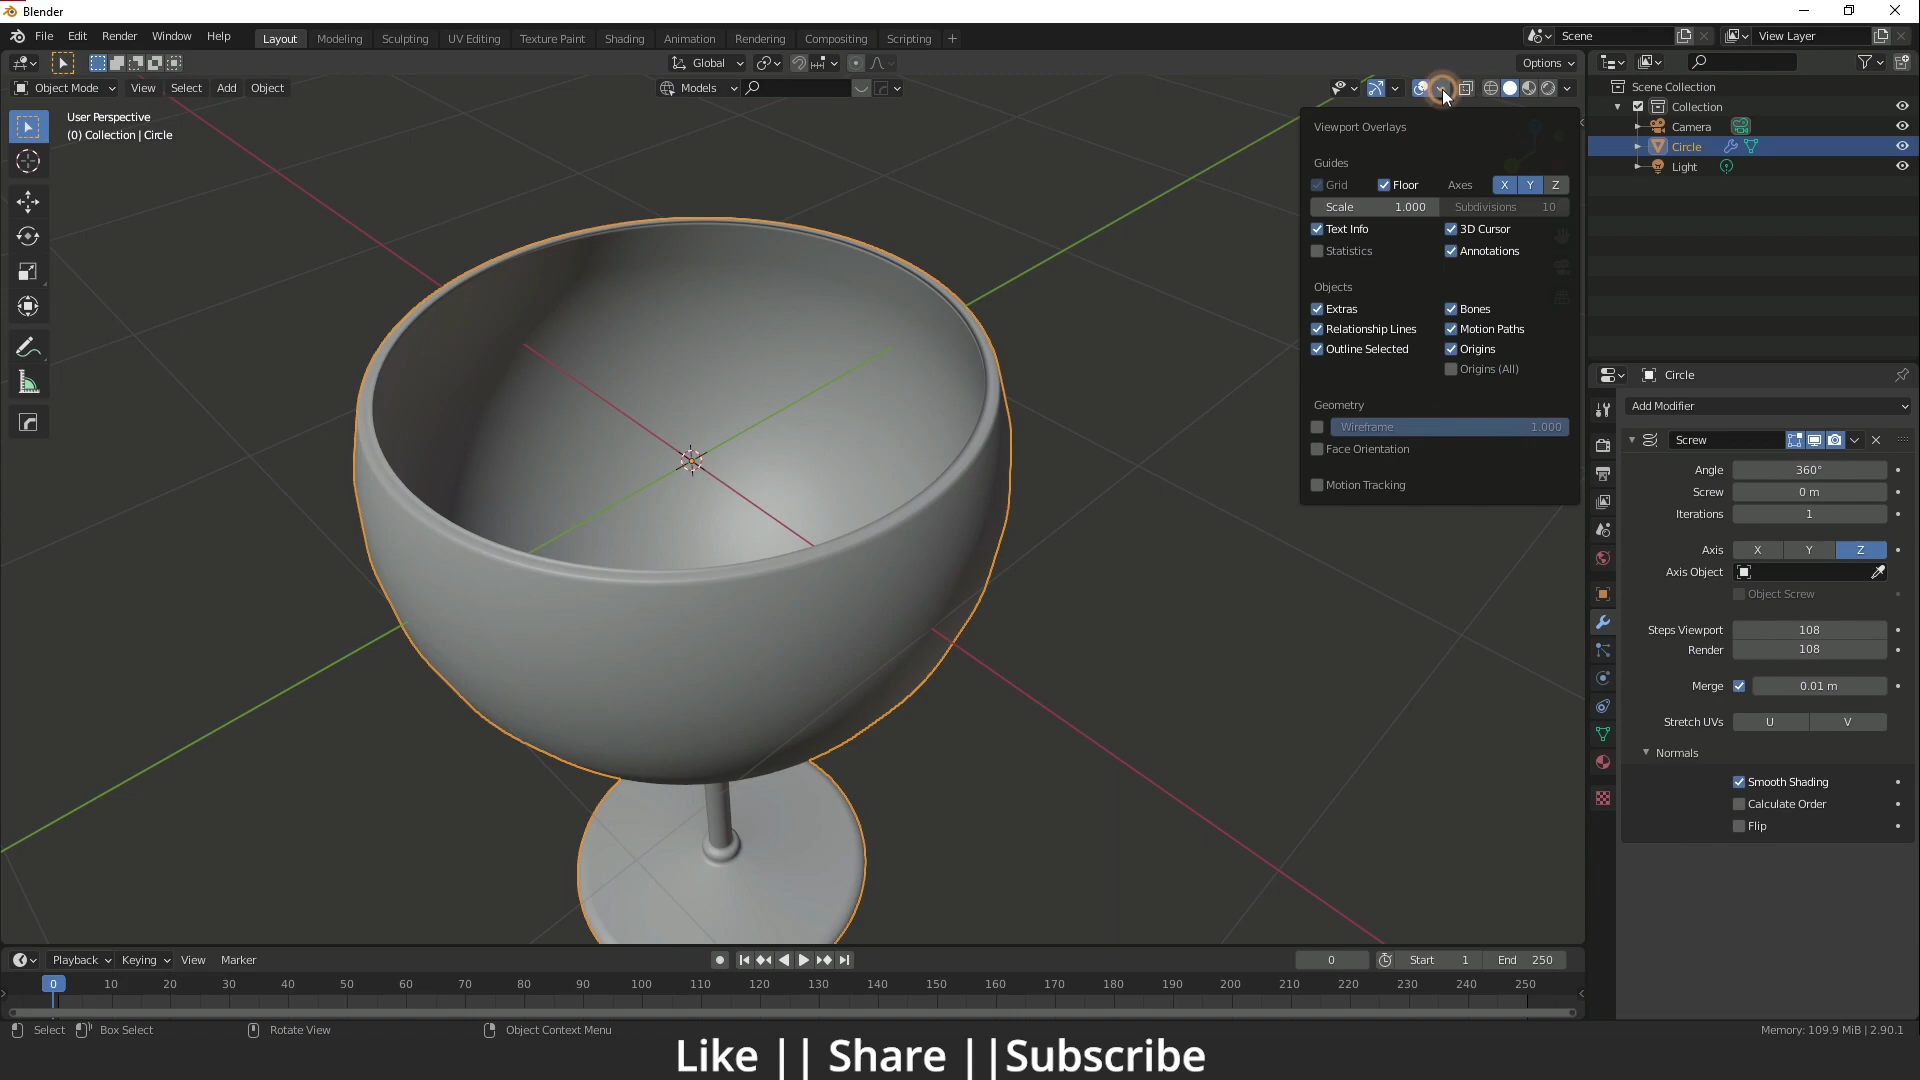 Blender
File Edit Render Window Help
Layout Modeling Sculpting UV Editing Texture Paint Shading Animation Rendering Compositing Scripting +
Scene
View Layer
Global
Options
Object Mode View Select Add Object
Models
User Perspective
(0) Collection | Circle
Viewport Overlays
Guides
Grid Floor Axes X Y Z
Scale 1.000 Subdivisions 10
Text Info 3D Cursor
Statistics Annotations
Objects
Extras Bones
Relationship Lines Motion Paths
Outline Selected Origins
Origins (All)
Geometry
Wireframe 1.000
Face Orientation
Motion Tracking
Scene Collection
Collection
Camera
Circle
Light
Circle
Add Modifier
Screw
Angle 360°
Screw 0 m
Iterations 1
Axis X Y Z
Axis Object
Object Screw
Steps Viewport 108
Render 108
Merge 0.01 m
Stretch UVs U V
Normals
Smooth Shading
Calculate Order
Flip
Playback Keying View Marker
0 Start 1 End 250
0 10 20 30 40 50 60 70 80 90 100 110 120 130 140 150 160 170 180 190 200 210 220 230 240 250
Select Box Select Rotate View Object Context Menu
Memory: 109.9 MiB | 2.90.1
Like || Share ||Subscribe